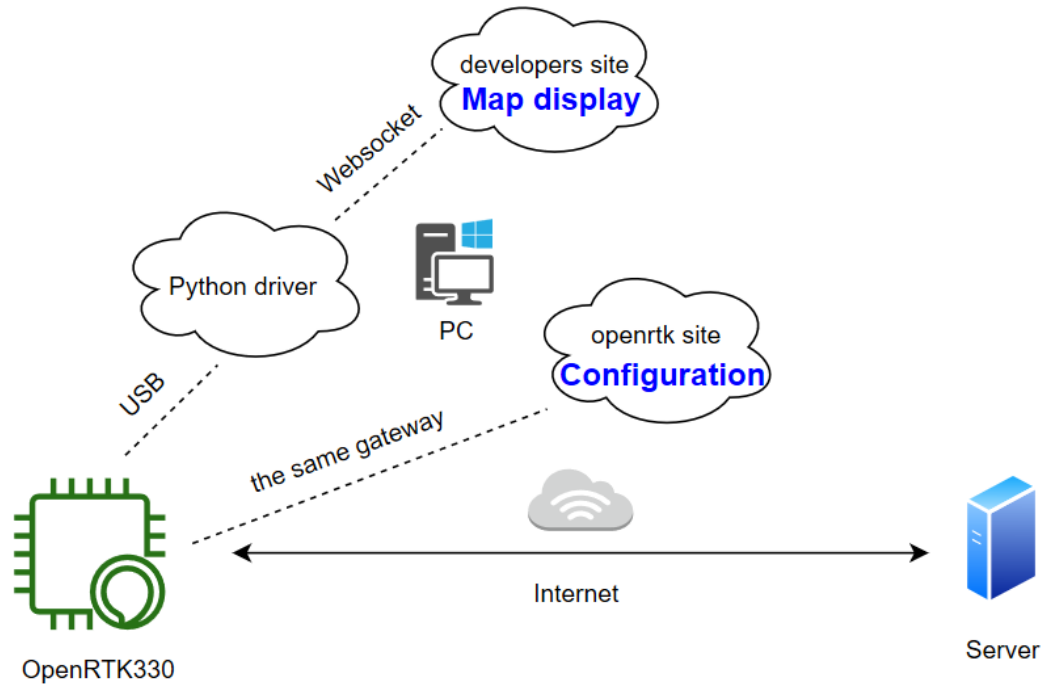 developers site
Map display
Websocket
Python driver
PC
openrtk site
Configuration
USB
the same gateway
Internet
Server
OpenRTK330